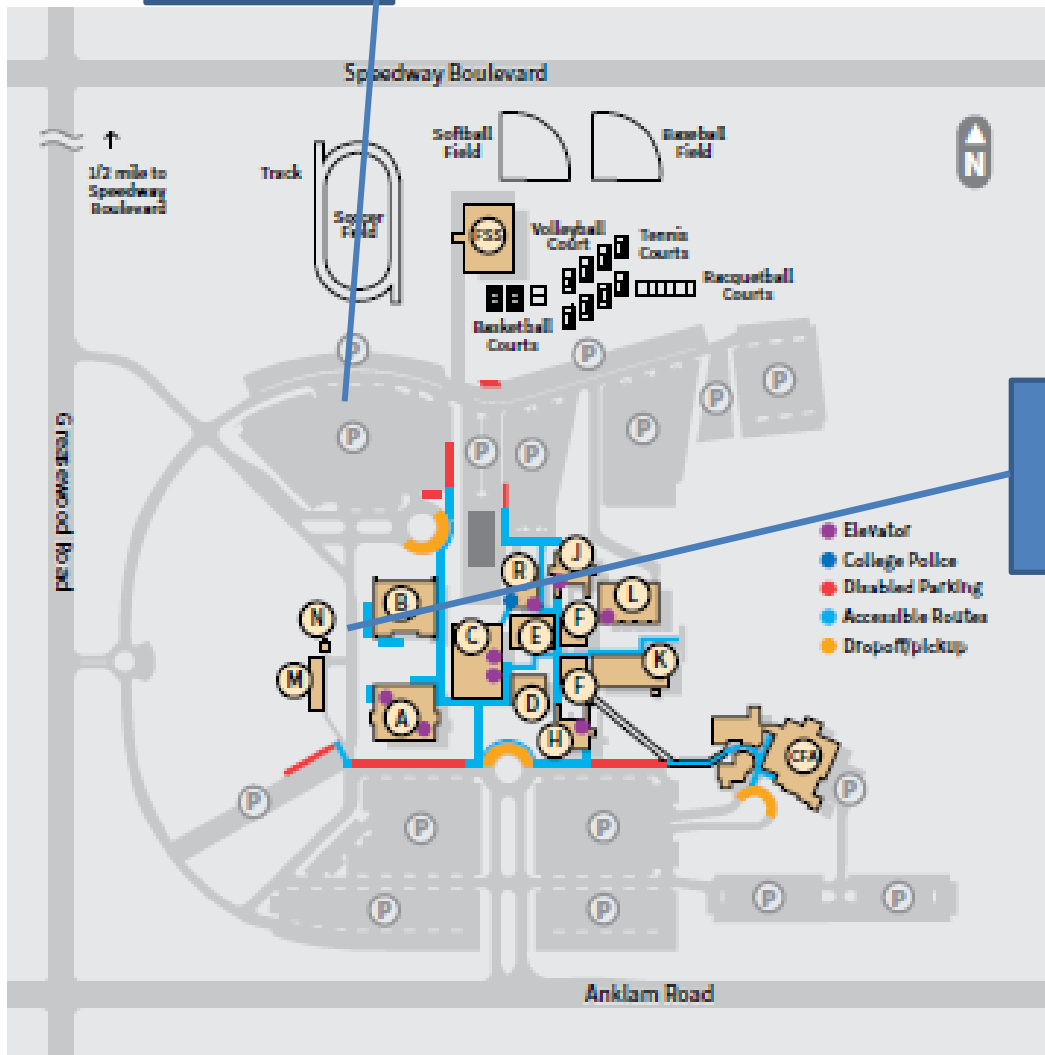 Speedway Boulevard
Softball
Field
Baseball
Field
N
1/2 mile to
Speedway
Boulevard
Track
Soccer
Field
FSS
Volleyball
Court
Tennis
Courts
Racquetball
Courts
Basketball
Courts
P
P
P
P
P
P
P
P
P
Greasewood Road
Elevator
College Police
Disabled Parking
Accessible Routes
Dropoff/pickup
J
R
B
L
N
F
C
E
K
M
F
D
A
H
CFA
P
P
P
P
P
P
P
P
Anklam Road